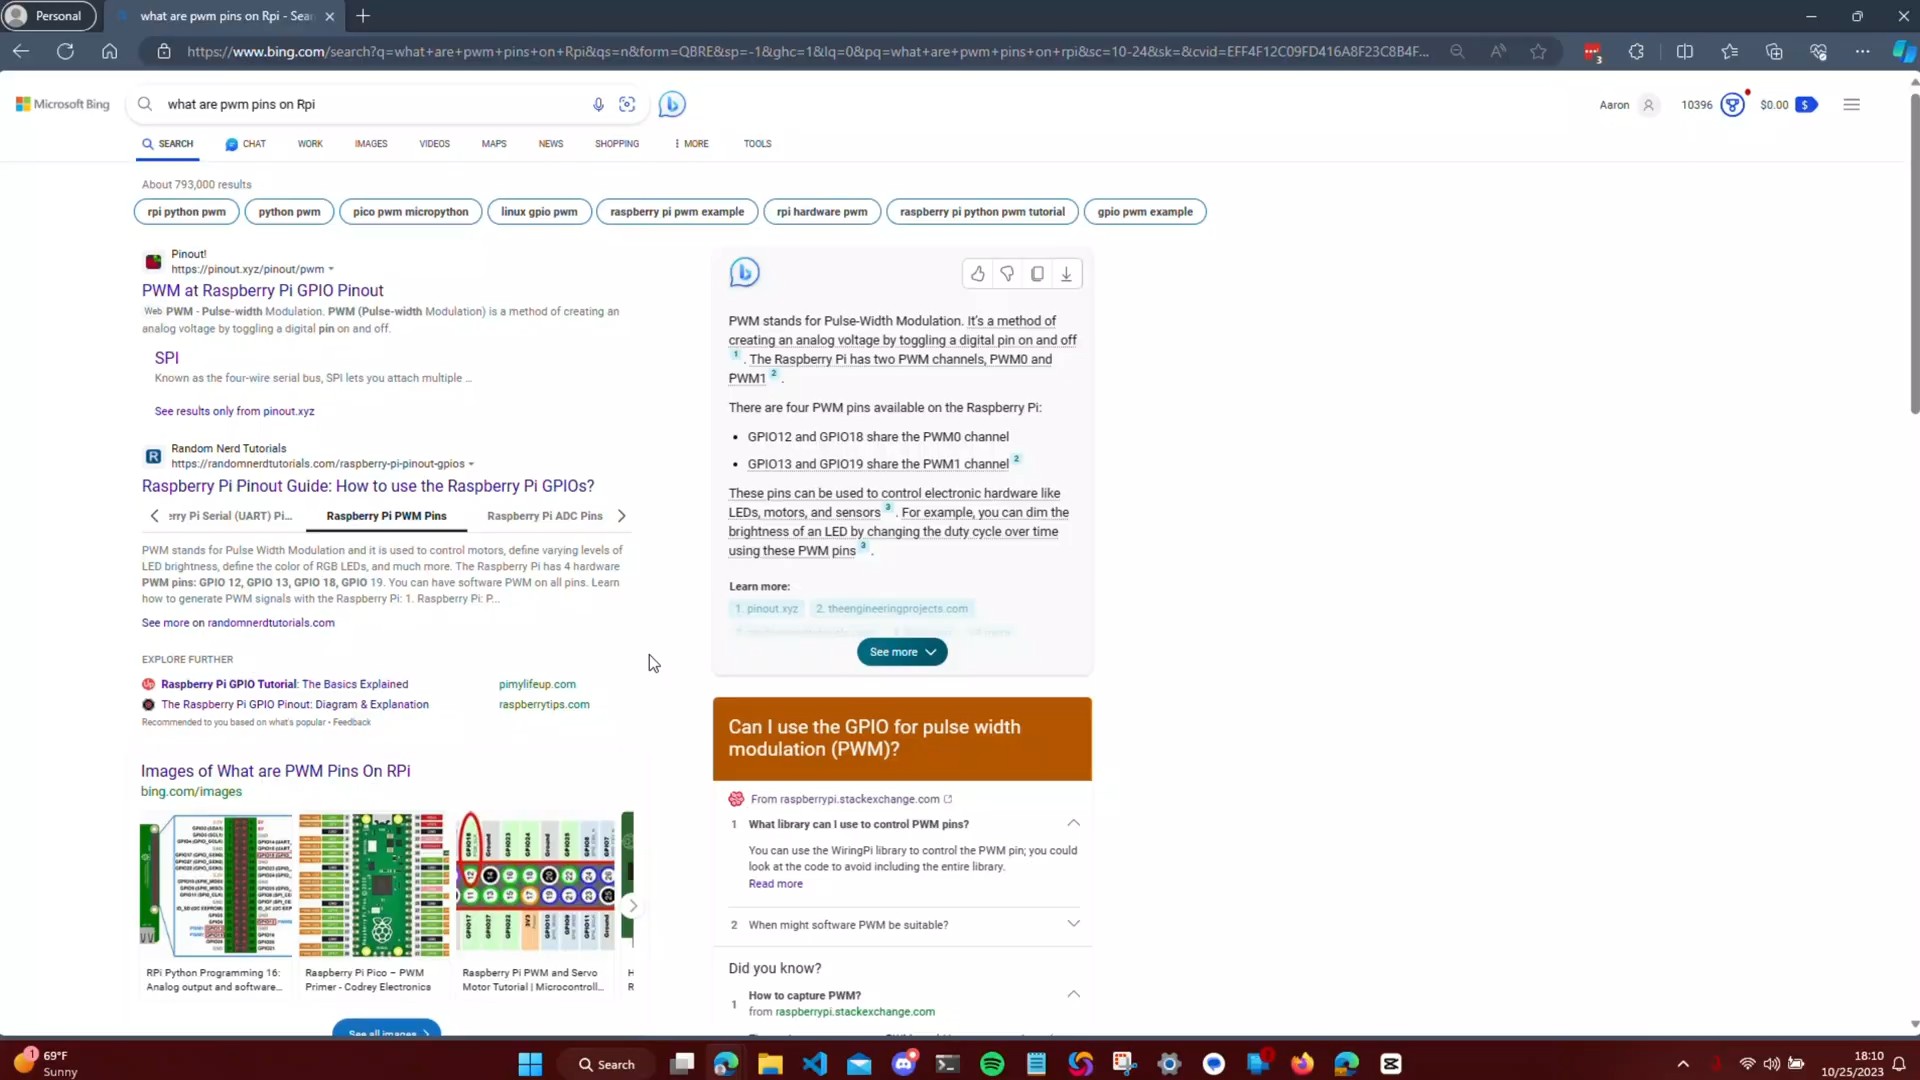 Personal
what are pwm pins on Rpi - Sear
https://www.bing.com/search?q=what+are+pwm+pins+on+Rpi&qs=n&form=QBRE&sp=-1&ghc=1&lq=0&pq=what+are+pwm+pins+on+rpi&sc=10-24&sk=&cvid=EFF4F12C09FD416A8F23C8B4F...
3
Microsoft Bing
what are pwm pins on Rpi
Aaron
10396
$0.00
$
SEARCH
CHAT
WORK
IMAGES
VIDEOS
MAPS
NEWS
SHOPPING
MORE
TOOLS
About 793,000 results
rpi python pwm
python pwm
pico pwm micropython
linux gpio pwm
raspberry pi pwm example
rpi hardware pwm
raspberry pi python pwm tutorial
gpio pwm example
Pinout!
https://pinout.xyz/pinout/pwm
PWM at Raspberry Pi GPIO Pinout
Web PWM - Pulse-width Modulation. PWM (Pulse-width Modulation) is a method of creating an
analog voltage by toggling a digital pin on and off.
SPI
Known as the four-wire serial bus, SPI lets you attach multiple ...
See results only from pinout.xyz
Random Nerd Tutorials
R
https://randomnerdtutorials.com/raspberry-pi-pinout-gpios
Raspberry Pi Pinout Guide: How to use the Raspberry Pi GPIOs?
erry Pi Serial (UART) Pi...
Raspberry Pi PWM Pins
Raspberry Pi ADC Pins
PWM stands for Pulse Width Modulation and it is used to control motors, define varying levels of
LED brightness, define the color of RGB LEDs, and much more. The Raspberry Pi has 4 hardware
PWM pins: GPIO 12, GPIO 13, GPIO 18, GPIO 19. You can have software PWM on all pins. Learn
how to generate PWM signals with the Raspberry Pi: 1. Raspberry Pi: P...
See more on randomnerdtutorials.com
EXPLORE FURTHER
Raspberry Pi GPIO Tutorial: The Basics Explained
pimylifeup.com
The Raspberry Pi GPIO Pinout: Diagram & Explanation
raspberrytips.com
Recommended to you based on what's popular • Feedback
Images of What are PWM Pins On RPi
bing.com/images
GPIO18
Ground
GPIO23
GPIO24
Ground
GPIO25
GPIO17
GPIO27
GPIO22
3V3
GPIO10
GPIO9
GPIO11
Ground
RPi Python Programming 16:
Analog output and software...
Raspberry Pi Pico – PWM
Primer - Codrey Electronics
Raspberry Pi PWM and Servo
Motor Tutorial | Microcontroll...
H
R
See all images
PWM stands for Pulse-Width Modulation. It's a method of
creating an analog voltage by toggling a digital pin on and off
1 . The Raspberry Pi has two PWM channels, PWM0 and
PWM1 2 .
There are four PWM pins available on the Raspberry Pi:
• GPIO12 and GPIO18 share the PWM0 channel
• GPIO13 and GPIO19 share the PWM1 channel 2
These pins can be used to control electronic hardware like
LEDs, motors, and sensors 3 . For example, you can dim the
brightness of an LED by changing the duty cycle over time
using these PWM pins 3 .
Learn more:
1. pinout.xyz
2. theengineeringprojects.com
See more
Can I use the GPIO for pulse width
modulation (PWM)?
From raspberrypi.stackexchange.com
1 What library can I use to control PWM pins?
You can use the WiringPi library to control the PWM pin; you could
look at the code to avoid including the entire library.
Read more
2 When might software PWM be suitable?
Did you know?
1 How to capture PWM?
from raspberrypi.stackexchange.com
1
69°F
Sunny
Search
18:10
10/25/2023